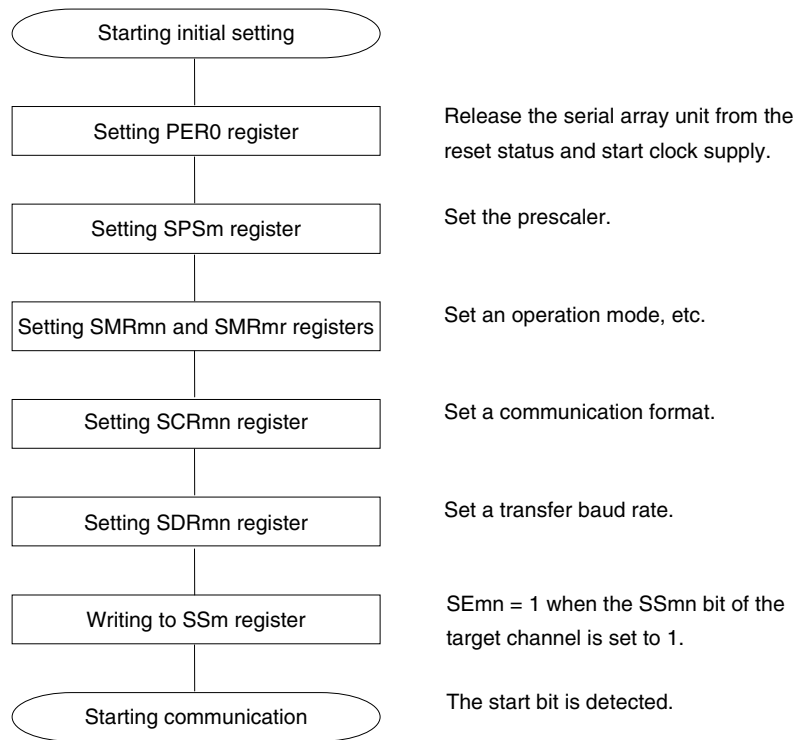 Starting initial setting
Setting PER0 register
Release the serial array unit from the
reset status and start clock supply.
Setting SPSm register
Set the prescaler.
Setting SMRmn and SMRmr registers
Set an operation mode, etc.
Setting SCRmn register
Set a communication format.
Setting SDRmn register
Set a transfer baud rate.
Writing to SSm register
SEmn = 1 when the SSmn bit of the
target channel is set to 1.
Starting communication
The start bit is detected.